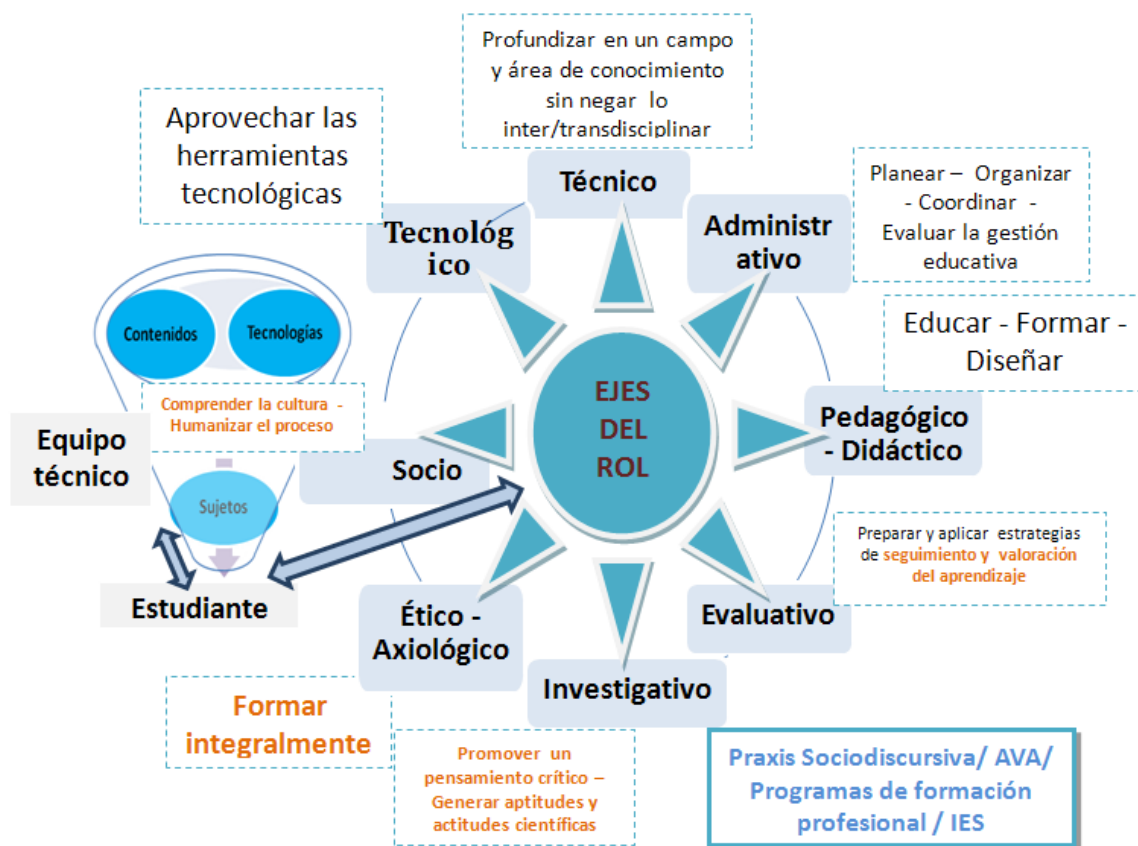 Profundizar en un campo
y área de conocimiento
sin negar lo
inter/transdisciplinar
Aprovechar las
herramientas
tecnológicas
Técnico
Planear – Organizar
- Coordinar -
Evaluar la gestión
educativa
Tecnológ
ico
Administr
ativo
Educar - Formar -
Diseñar
Contenidos
Tecnologías
Comprender la cultura -
Humanizar el proceso
EJES
DEL
ROL
Pedagógico
- Didáctico
Equipo
técnico
Socio
Sujetos
Preparar y aplicar estrategias
de seguimiento y valoración
del aprendizaje
Estudiante
Ético -
Axiológico
Evaluativo
Investigativo
Formar
integralmente
Promover un
pensamiento crítico –
Generar aptitudes y
actitudes científicas
Praxis Sociodiscursiva/ AVA/
Programas de formación
profesional / IES